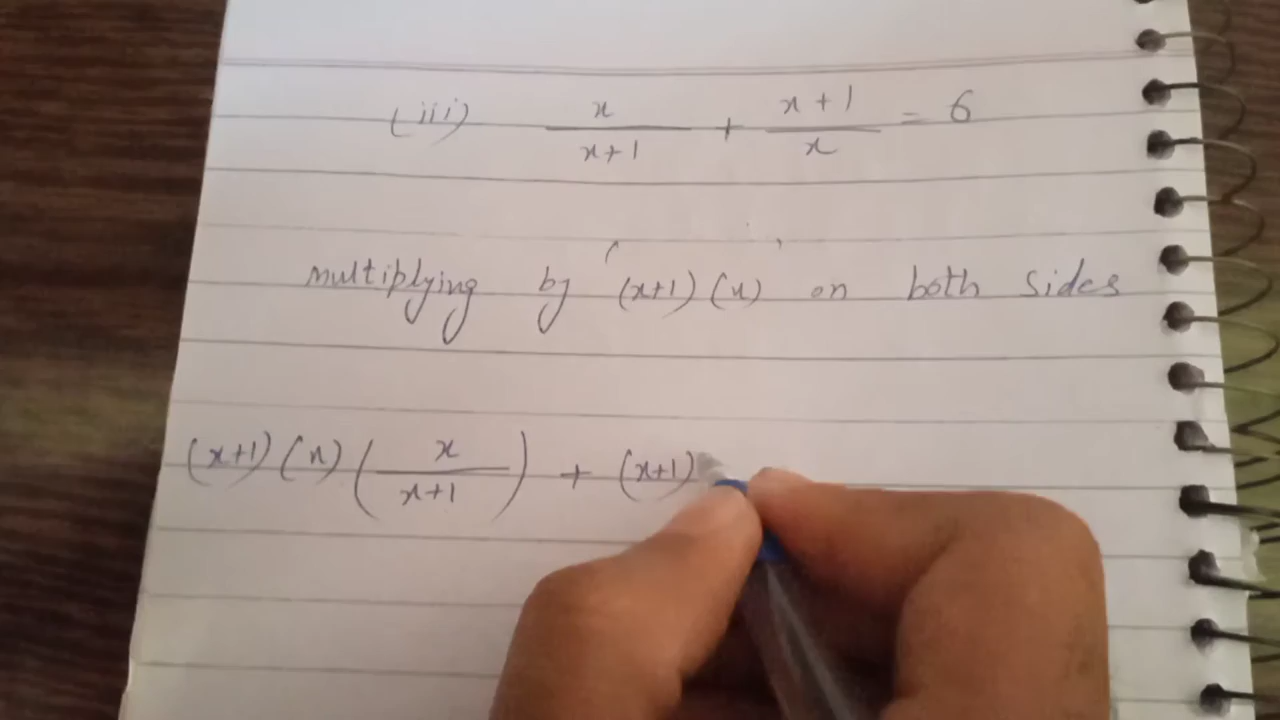 (iii) x/(x+1) + (x+1)/x = 6
multiplying by (x+1)(x) on both sides
(x+1)(x)(x/(x+1)) + (x+1)